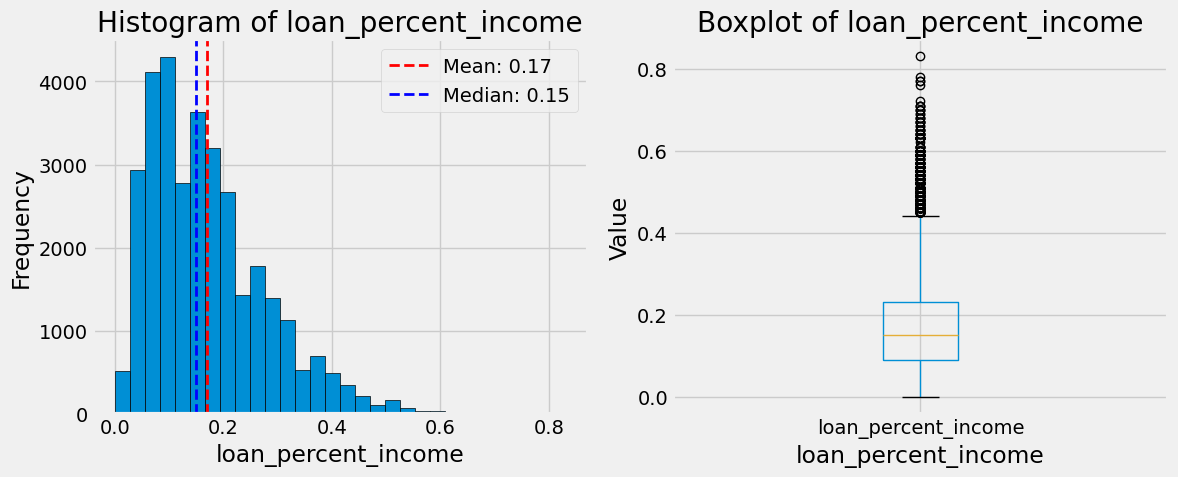 Histogram of loan_percent_income
Mean: 0.17
Median: 0.15
4000
3000
2000
1000
0
Frequency
0.0 0.2 0.4 0.6 0.8
loan_percent_income
Boxplot of loan_percent_income
0.8
0.6
0.4
0.2
0.0
Value
loan_percent_income
loan_percent_income